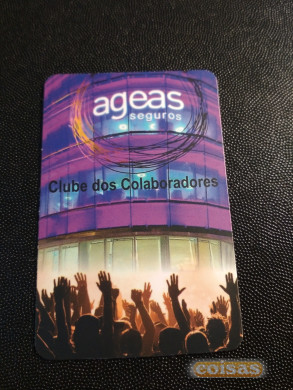 ageas
seguros
Clube dos Colaboradores
coisas